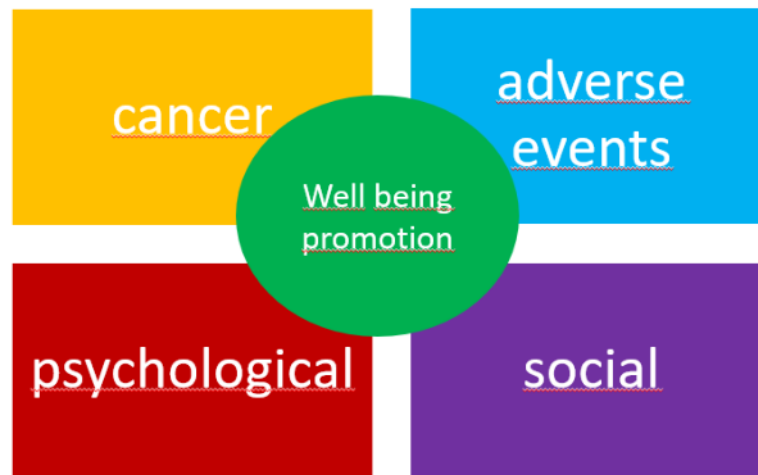 cancer
adverse
events
Well being
promotion
psychological
social